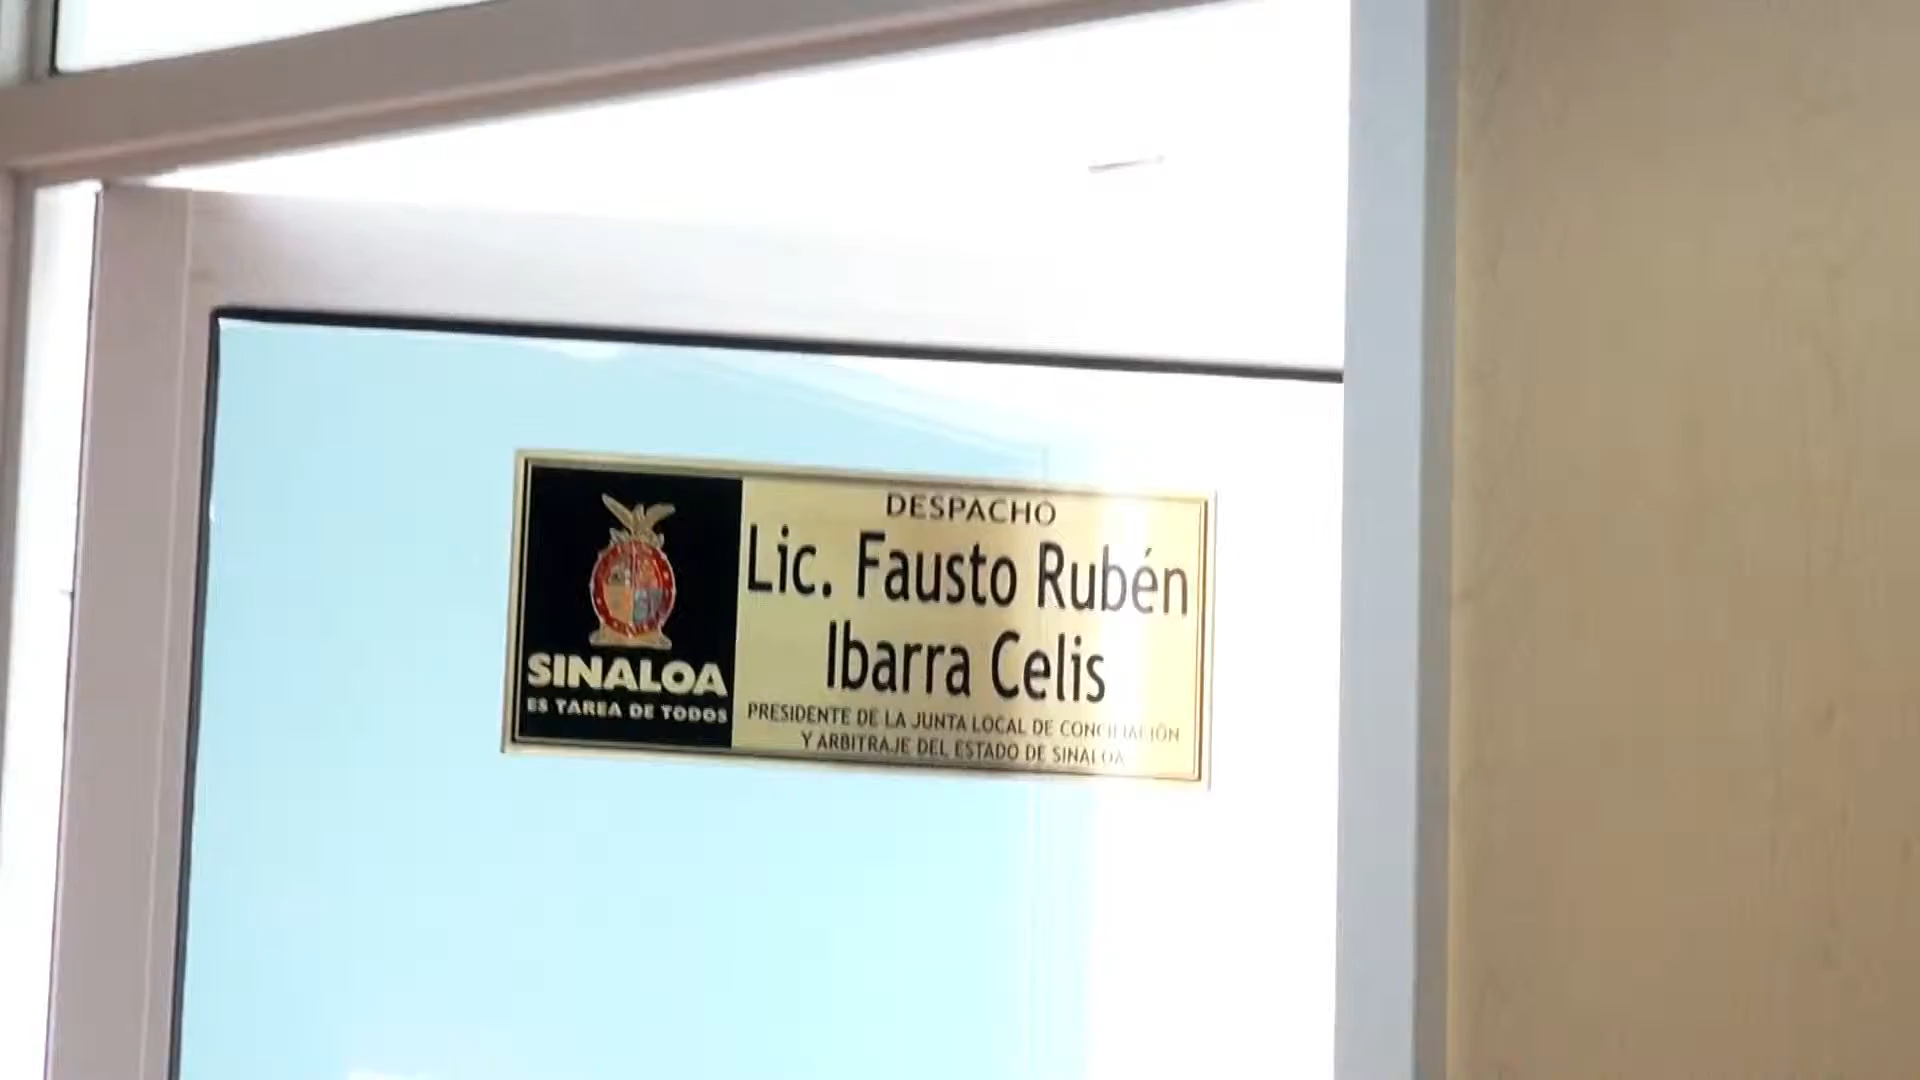 SINALOA
ES TAREA DE TODOS
DESPACHO
Lic. Fausto Rubén
Ibarra Celis
PRESIDENTE DE LA JUNTA LOCAL DE CONCILIACIÓN
Y ARBITRAJE DEL ESTADO DE SINALOA